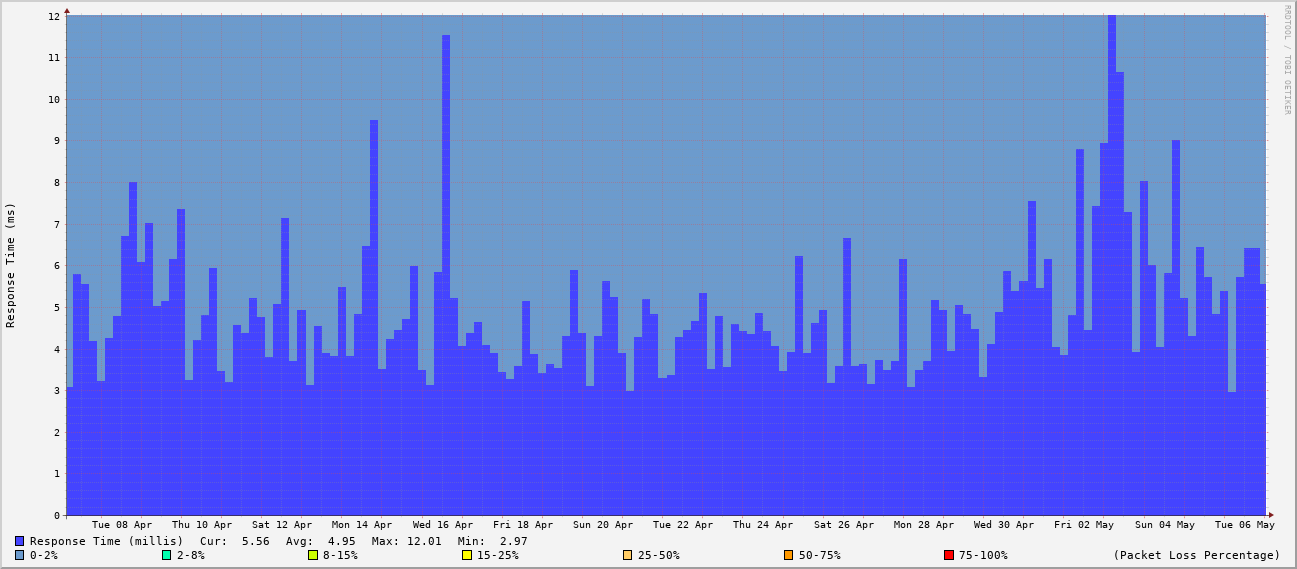 RRDTOOL / TOBI OETIKER
Response Time (ms)
12
11
10
9
8
7
6
5
4
3
2
1
0
Tue 08 Apr Thu 10 Apr Sat 12 Apr Mon 14 Apr Wed 16 Apr Fri 18 Apr Sun 20 Apr Tue 22 Apr Thu 24 Apr Sat 26 Apr Mon 28 Apr Wed 30 Apr Fri 02 May Sun 04 May Tue 06 May
Response Time (millis) Cur: 5.56 Avg: 4.95 Max: 12.01 Min: 2.97
0-2% 2-8% 8-15% 15-25% 25-50% 50-75% 75-100% (Packet Loss Percentage)